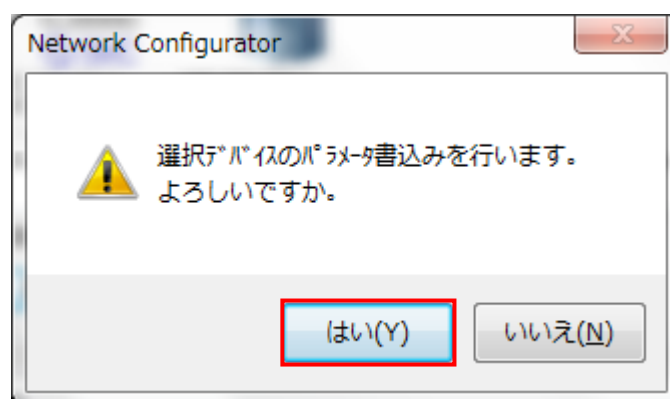 Network Configurator
選択ﾃﾞﾊﾞｲｽのﾊﾟﾗﾒｰﾀ書込みを行います。
よろしいですか。
はい(Y)
いいえ(N)